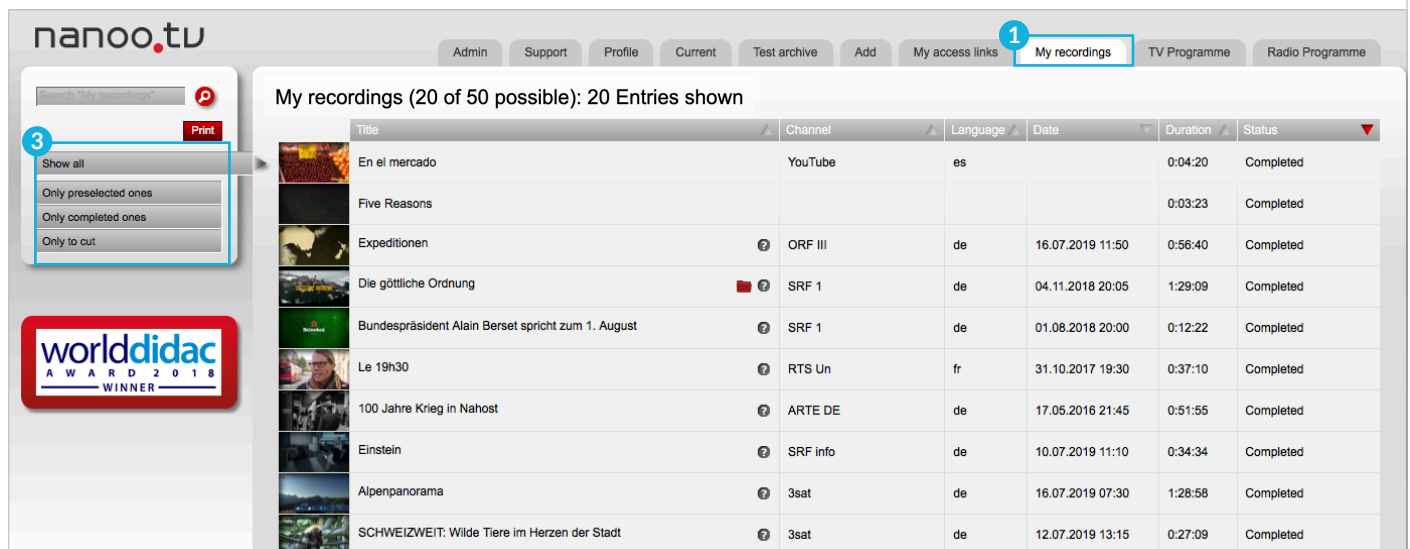 nanoo.tv
Admin Support Profile Current Test archive Add My access links 1 My recordings TV Programme Radio Programme
Search "My recordings"
Print
3
Show all
Only preselected ones
Only completed ones
Only to cut
worlddidac
AWARD 2018
WINNER
My recordings (20 of 50 possible): 20 Entries shown
Title Channel Language Date Duration Status
En el mercado YouTube es 0:04:20 Completed
Five Reasons 0:03:23 Completed
Expeditionen ? ORF III de 16.07.2019 11:50 0:56:40 Completed
Die göttliche Ordnung ? SRF 1 de 04.11.2018 20:05 1:29:09 Completed
Heineken
Bundespräsident Alain Berset spricht zum 1. August ? SRF 1 de 01.08.2018 20:00 0:12:22 Completed
Le 19h30 ? RTS Un fr 31.10.2017 19:30 0:37:10 Completed
100 Jahre Krieg in Nahost ? ARTE DE de 17.05.2016 21:45 0:51:55 Completed
Einstein ? SRF info de 10.07.2019 11:10 0:34:34 Completed
Alpenpanorama ? 3sat de 16.07.2019 07:30 1:28:58 Completed
SCHWEIZWEIT: Wilde Tiere im Herzen der Stadt ? 3sat de 12.07.2019 13:15 0:27:09 Completed